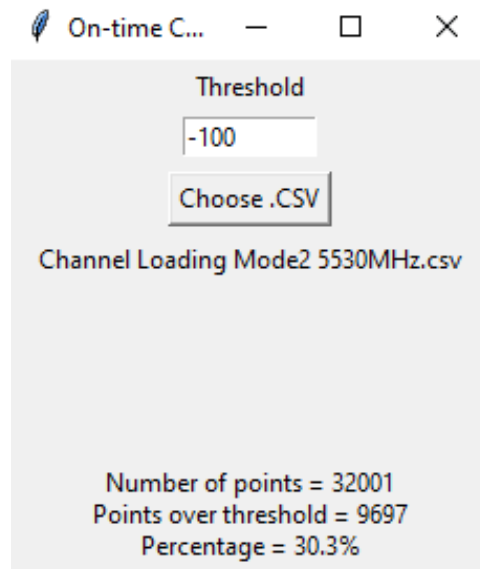 On-time C...
Threshold
-100
Choose .CSV
Channel Loading Mode2 5530MHz.csv
Number of points = 32001
Points over threshold = 9697
Percentage = 30.3%